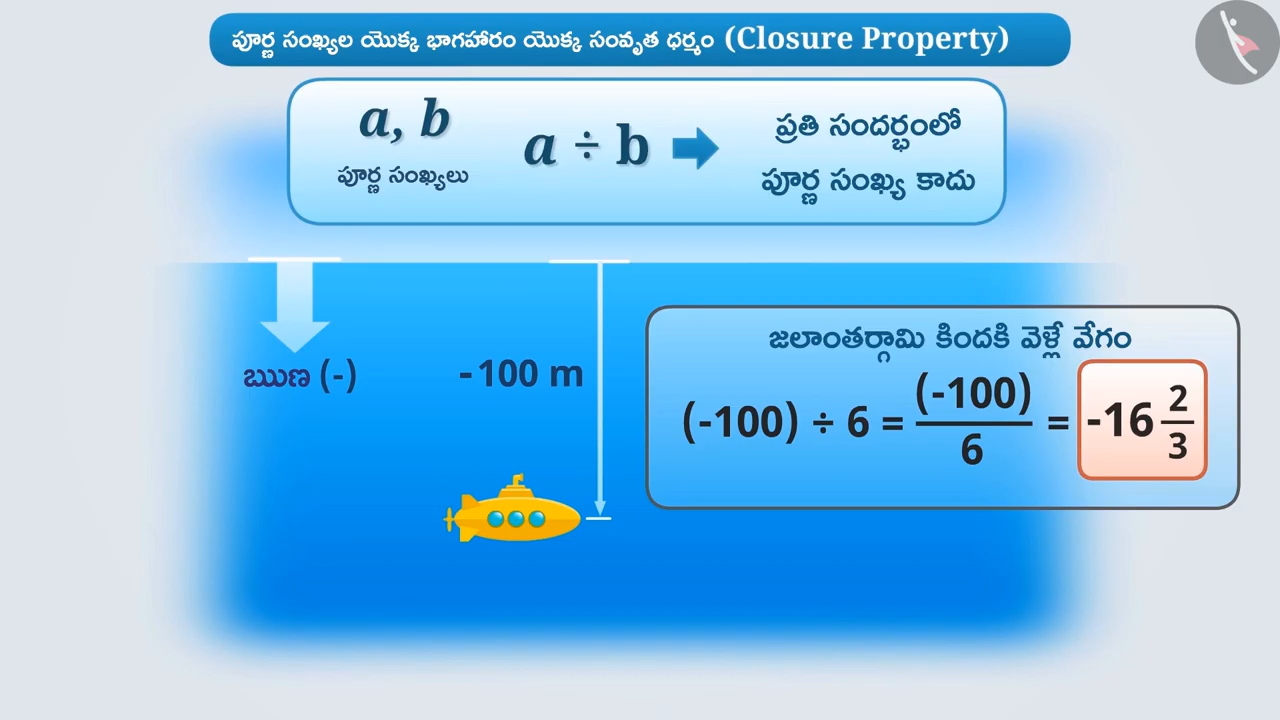 పూర్ణ సంఖ్యల యొక్క భాగహారం యొక్క సంవృత ధర్మం (Closure Property)
a, b
పూర్ణ సంఖ్యలు
a ÷ b
ప్రతి సందర్భంలో
పూర్ణ సంఖ్య కాదు
ఋణ (-)
-100 m
జలాంతర్గామి కిందకి వెళ్లే వేగం
(-100) ÷ 6 = (-100)/6 = -16 2/3